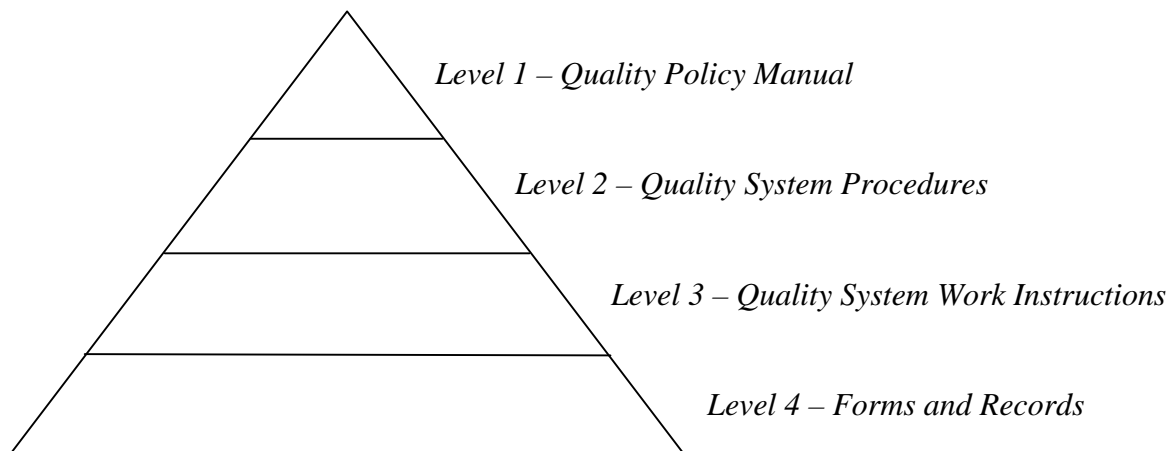 Level 1 – Quality Policy Manual
Level 2 – Quality System Procedures
Level 3 – Quality System Work Instructions
Level 4 – Forms and Records